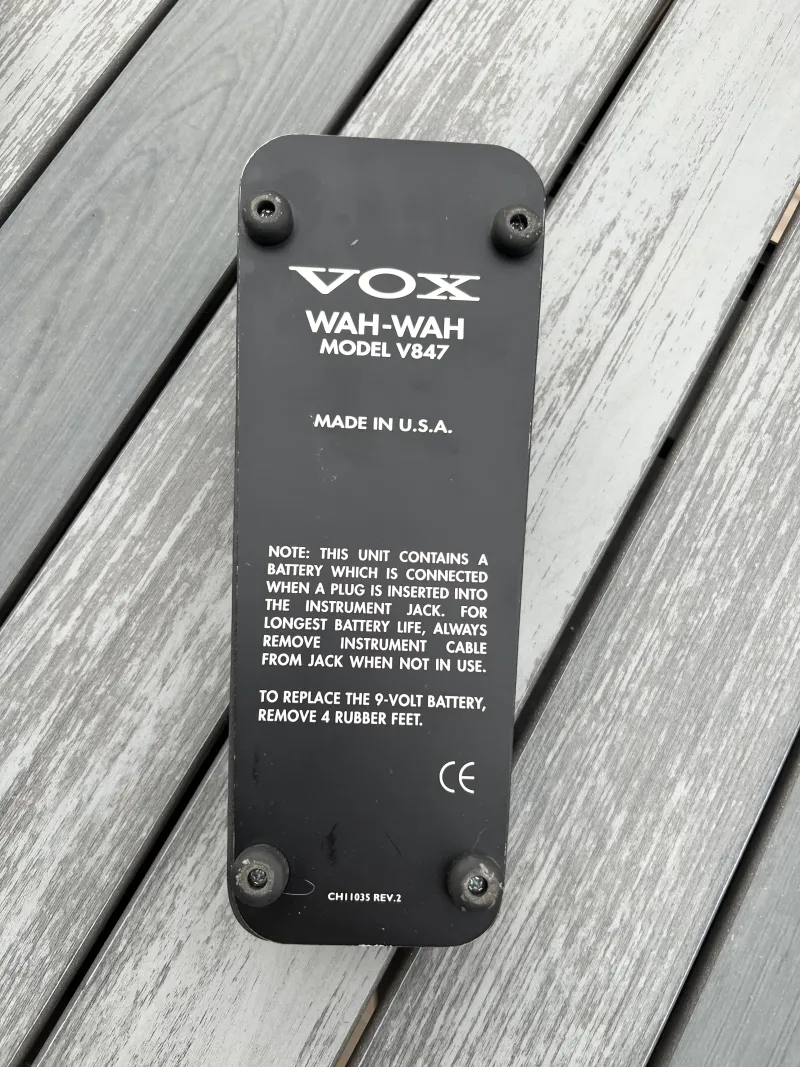 VOX
WAH-WAH
MODEL V847
MADE IN U.S.A.
NOTE: THIS UNIT CONTAINS A
BATTERY WHICH IS CONNECTED
WHEN A PLUG IS INSERTED INTO
THE INSTRUMENT JACK. FOR
LONGEST BATTERY LIFE, ALWAYS
REMOVE INSTRUMENT CABLE
FROM JACK WHEN NOT IN USE.
TO REPLACE THE 9-VOLT BATTERY,
REMOVE 4 RUBBER FEET.
CE
CH11035 REV.2